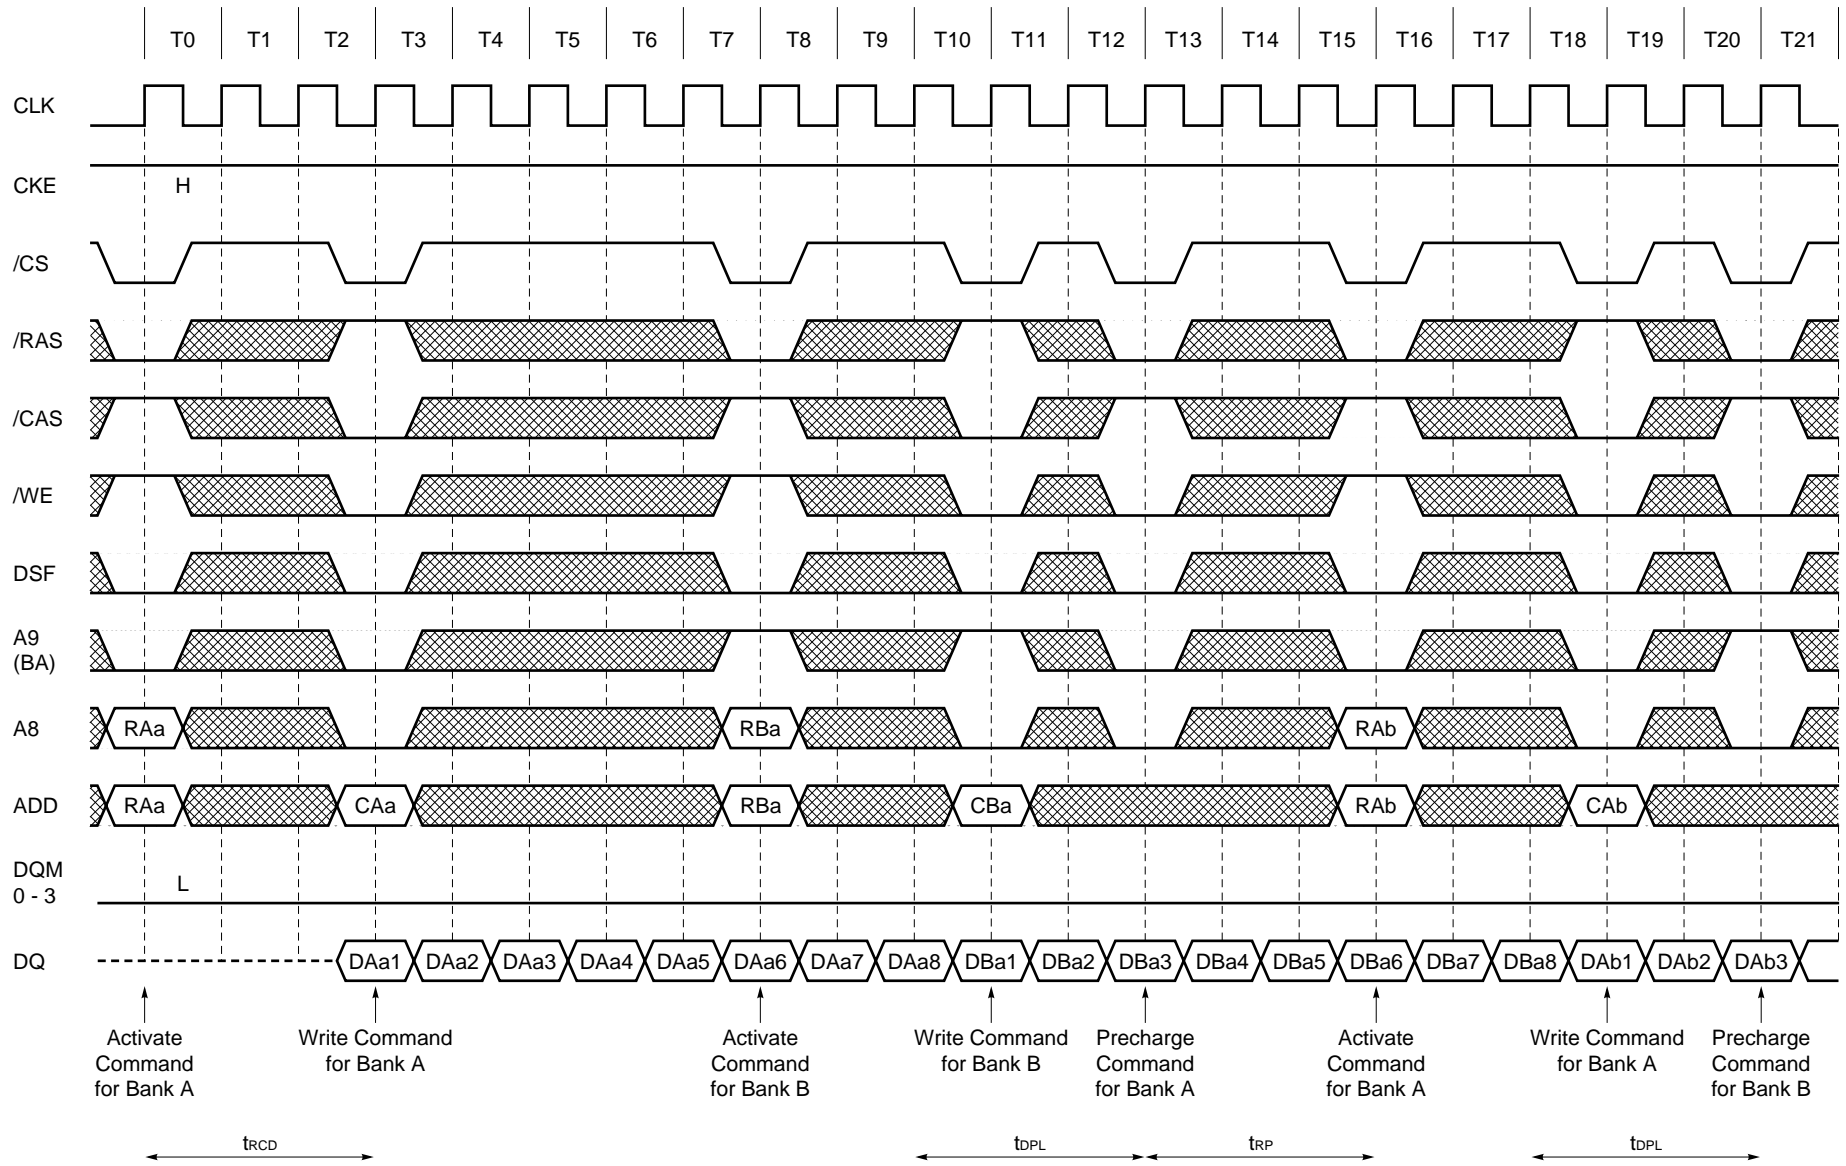 T0 T1 T2 T3 T4 T5 T6 T7 T8 T9 T10 T11 T12 T13 T14 T15 T16 T17 T18 T19 T20 T21
CLK
CKE H
/CS
/RAS
/CAS
/WE
DSF
A9
(BA)
A8 RAa RBa RAb
ADD RAa CAa RBa CBa RAb CAb
DQM
0 - 3 L
DQ DAa1 DAa2 DAa3 DAa4 DAa5 DAa6 DAa7 DAa8 DBa1 DBa2 DBa3 DBa4 DBa5 DBa6 DBa7 DBa8 DAb1 DAb2 DAb3
Activate
Command
for Bank A
Write Command
for Bank A
Activate
Command
for Bank B
Write Command
for Bank B
Precharge
Command
for Bank A
Activate
Command
for Bank A
Write Command
for Bank A
Precharge
Command
for Bank B
tRCD tDPL tRP tDPL